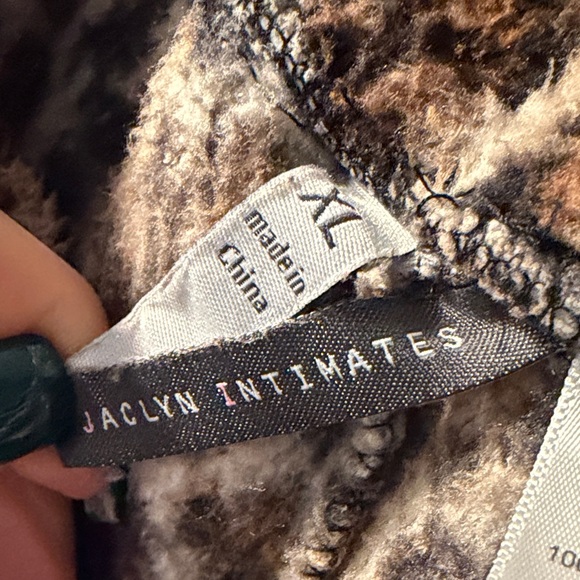 XL
made in
China
JACLYN INTIMATES